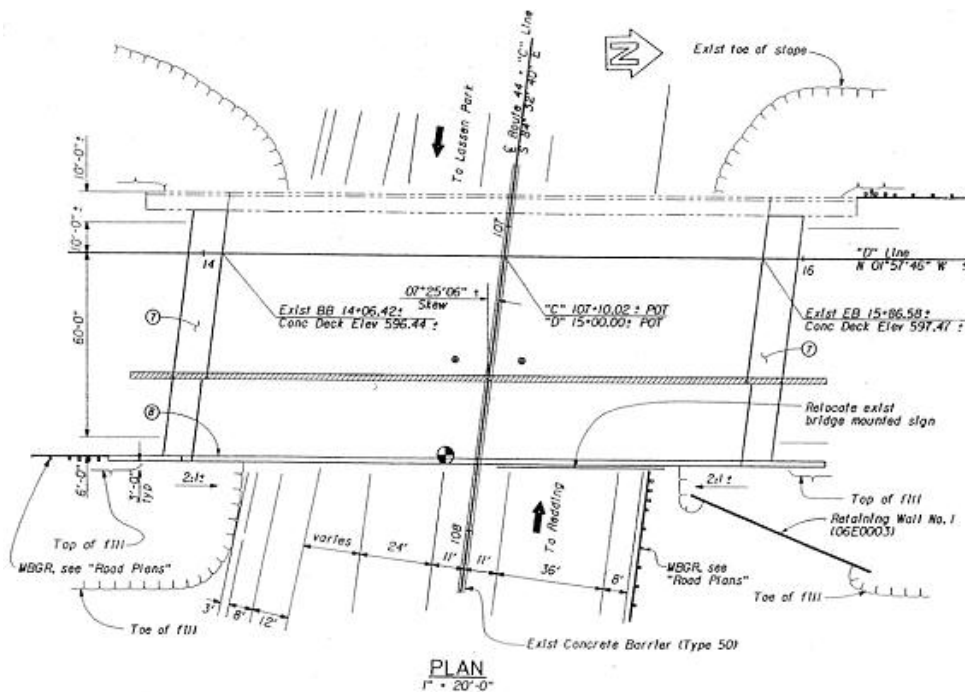 N
Exist toe of slope
₵ Route 44 = "C" Line
S 84° 32' 40" E
To Lassen Park
10'-0"±
10'-0"±
60'-0"
107
14
16
"D" Line
N 01°57'46" W ±
07°25'06" ±
Skew
Exist BB 14+06.42±
Conc Deck Elev 596.44 ±
"C" 107+10.02 ± POT
"D" 15+00.00± POT
Exist EB 15+86.58±
Conc Deck Elev 597.47 ±
7
7
8
Relocate exist
bridge mounted sign
6'-0"
3'-0"
typ
2:1±
2:1±
Top of fill
Top of fill
Retaining Wall No. 1
(06E0003)
MBGR, see "Road Plans"
MBGR, see
"Road Plans"
To Redding
108
varies
24'
11'
11'
36'
8'
3'
8'
12'
Toe of fill
Toe of fill
Exist Concrete Barrier (Type 50)
PLAN
1" = 20'-0"